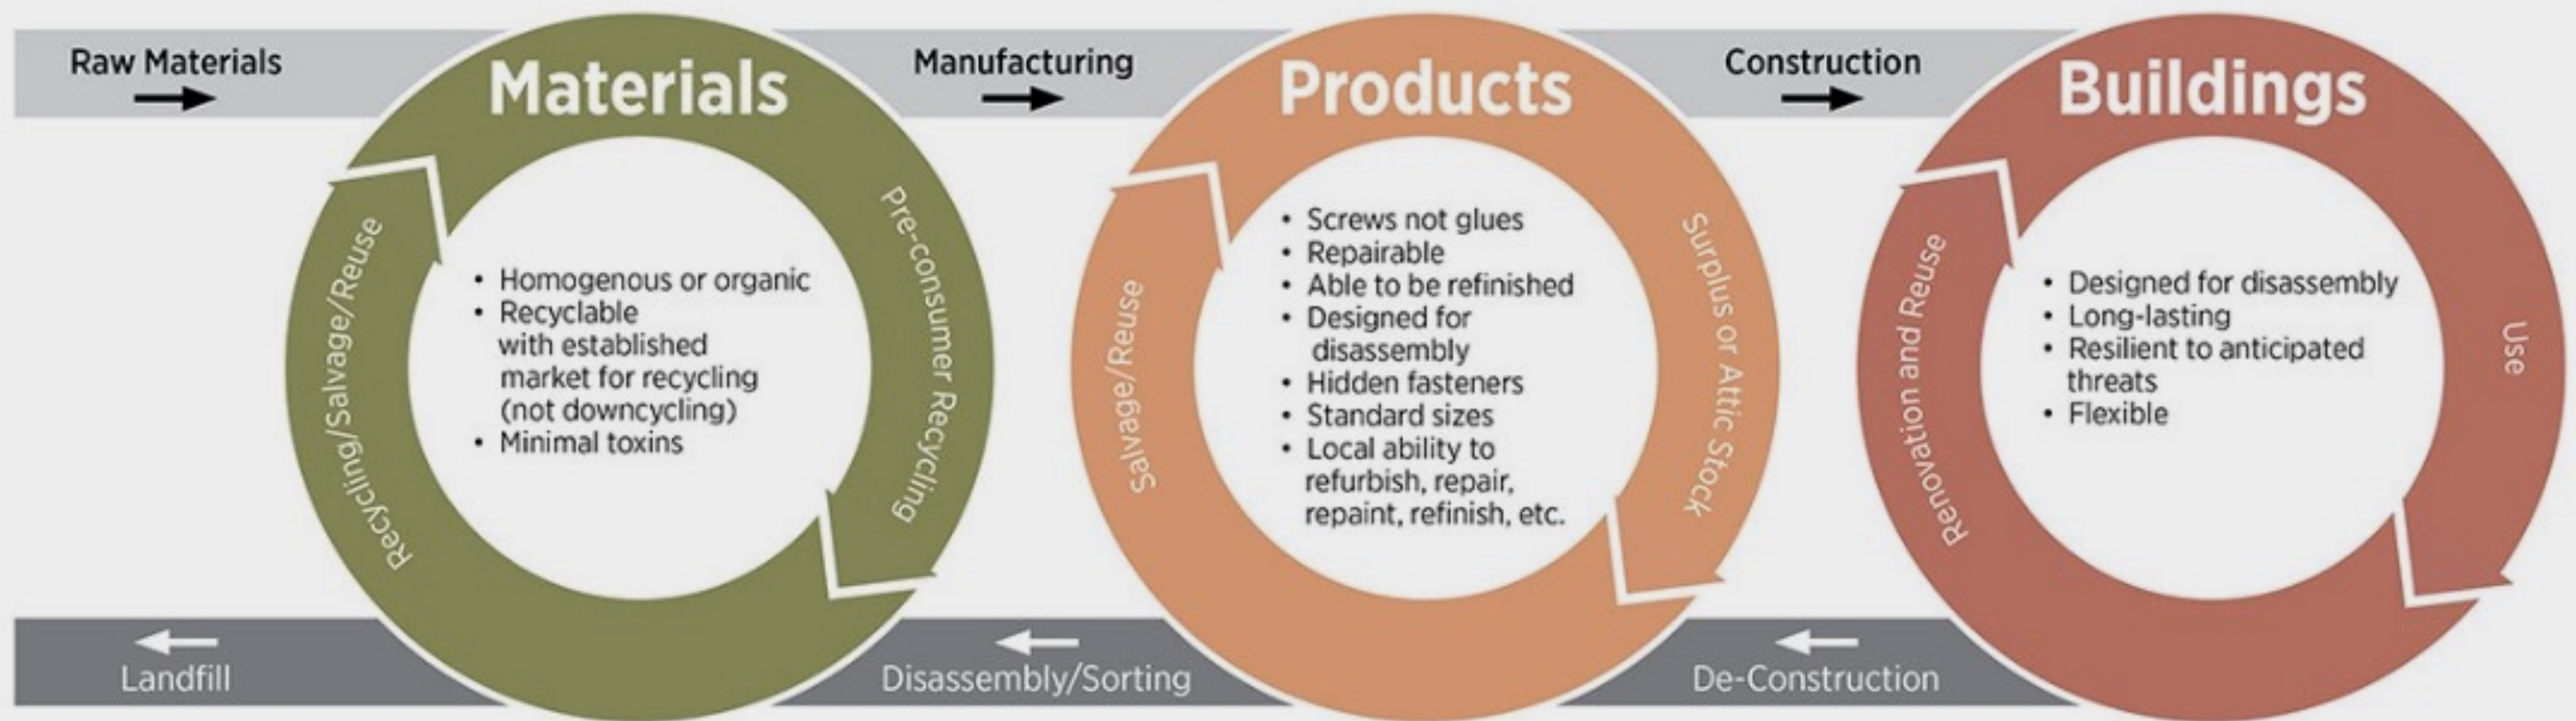 Raw Materials
Materials
Manufacturing
Products
Construction
Buildings
Recycling/Salvage/Reuse
• Homogenous or organic
• Recyclable
with established
market for recycling
(not downcycling)
• Minimal toxins
Pre-consumer Recycling
Salvage/Reuse
• Screws not glues
• Repairable
• Able to be refinished
• Designed for
disassembly
• Hidden fasteners
• Standard sizes
• Local ability to
refurbish, repair,
repaint, refinish, etc.
Surplus or Attic Stock
Renovation and Reuse
• Designed for disassembly
• Long-lasting
• Resilient to anticipated
threats
• Flexible
Use
Landfill
Disassembly/Sorting
De-Construction